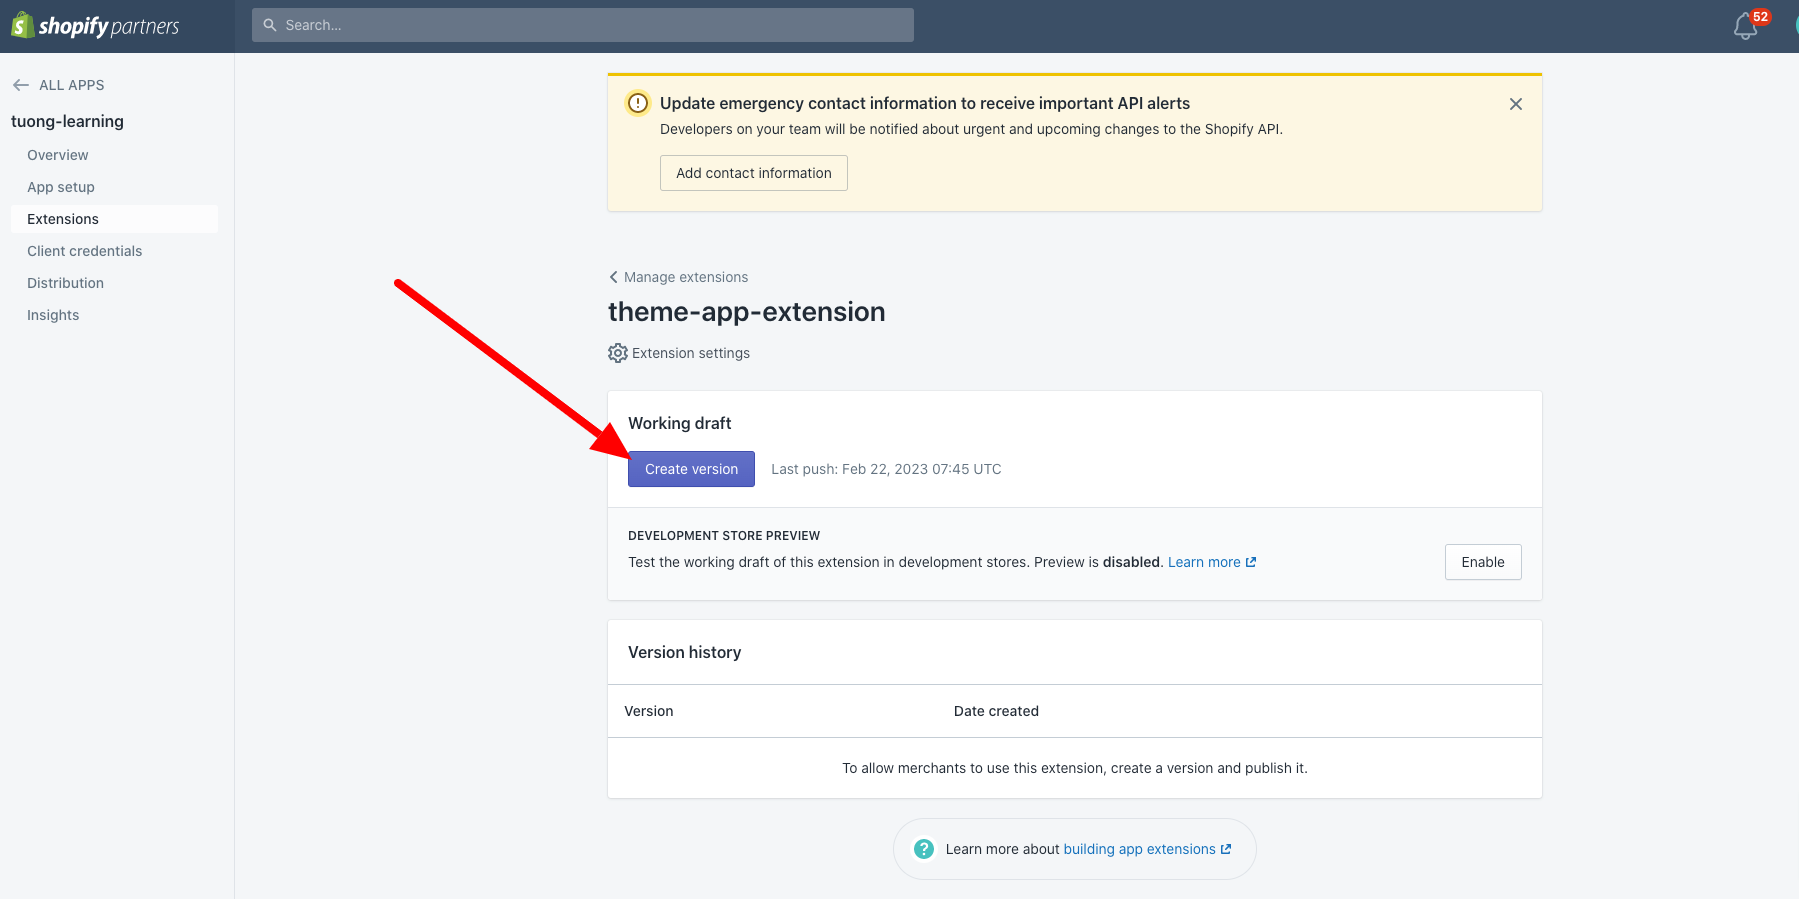 shopify partners
Search...
52
ALL APPS
tuong-learning
Overview
App setup
Extensions
Client credentials
Distribution
Insights
Update emergency contact information to receive important API alerts
Developers on your team will be notified about urgent and upcoming changes to the Shopify API.
Add contact information
Manage extensions
theme-app-extension
Extension settings
Working draft
Create version
Last push: Feb 22, 2023 07:45 UTC
DEVELOPMENT STORE PREVIEW
Test the working draft of this extension in development stores. Preview is disabled. Learn more
Enable
Version history
Version
Date created
To allow merchants to use this extension, create a version and publish it.
Learn more about building app extensions